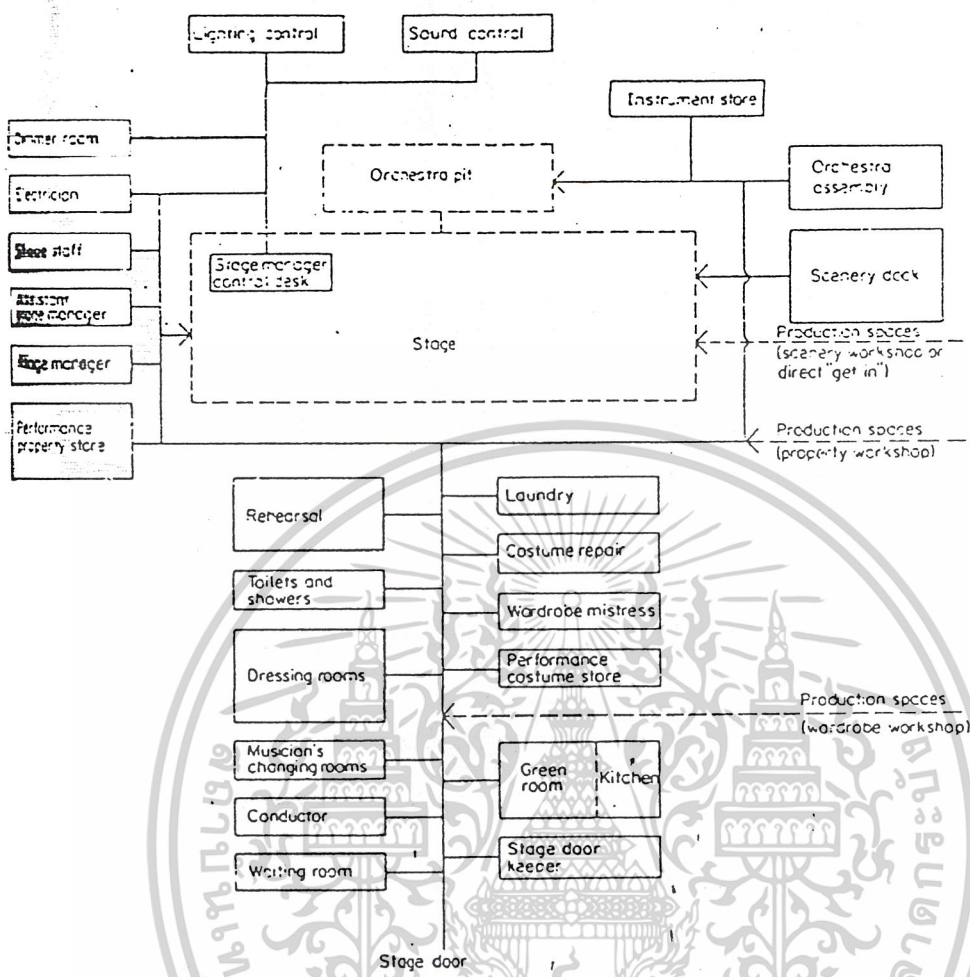 Lighting control
Sound control
Instrument store
Dimmer room
Orchestra pit
Orchestra
assembly
Electrician
Stage staff
Stage manager
control desk
Scenery dock
Assistant
stage manager
Stage
Production spaces
(scenery workshop or
direct "get in")
Stage manager
Performance
property store
Production spaces
(property workshop)
Rehearsal
Laundry
Costume repair
Toilets and
showers
Wardrobe mistress
Dressing rooms
Performance
costume store
Production spaces
(wardrobe workshop)
Musician's
changing rooms
Green
room
Kitchen
Conductor
Stage door
keeper
Waiting room
Stage door